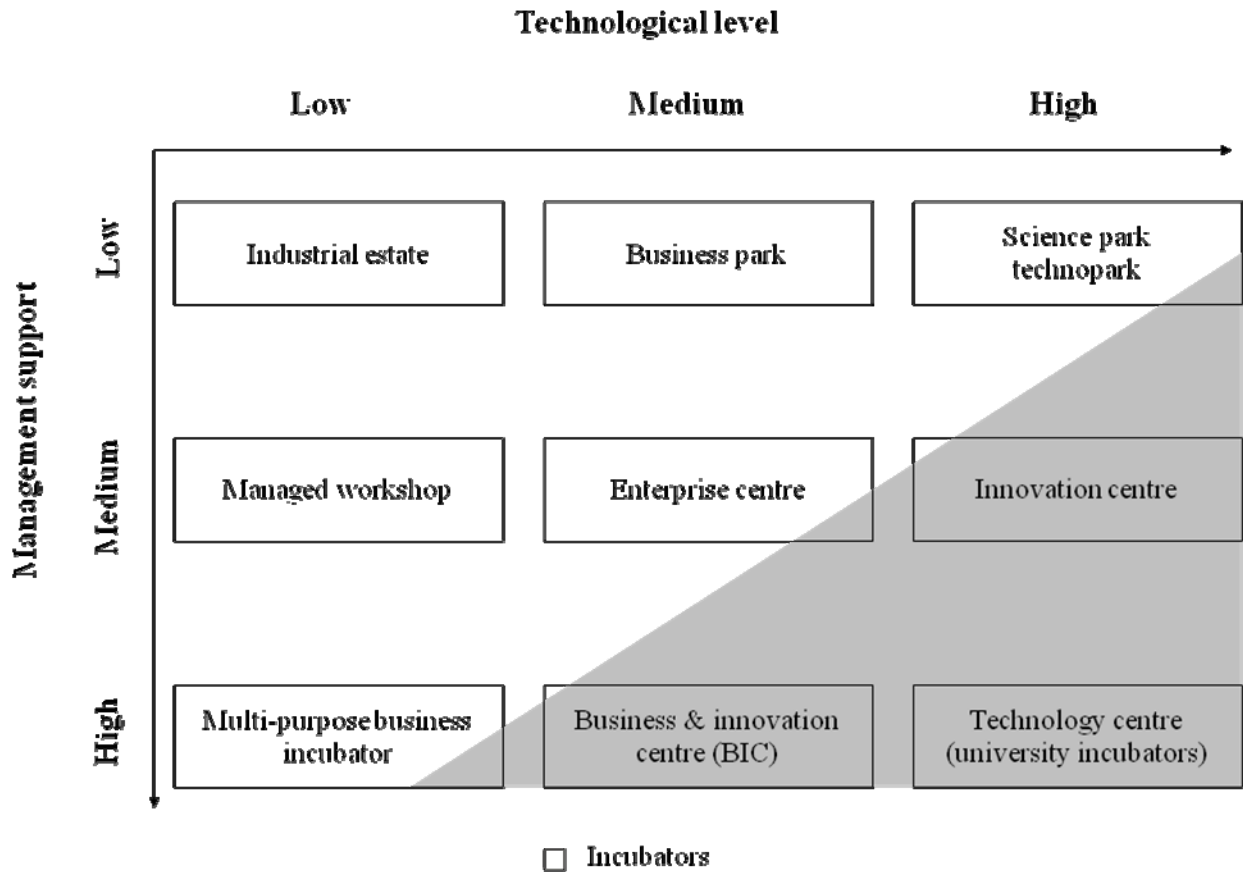 Technological level
Low Medium High
Management support
Low
Industrial estate
Business park
Science park
technopark
Medium
Managed workshop
Enterprise centre
Innovation centre
High
Multi-purpose business
incubator
Business & innovation
centre (BIC)
Technology centre
(university incubators)
Incubators